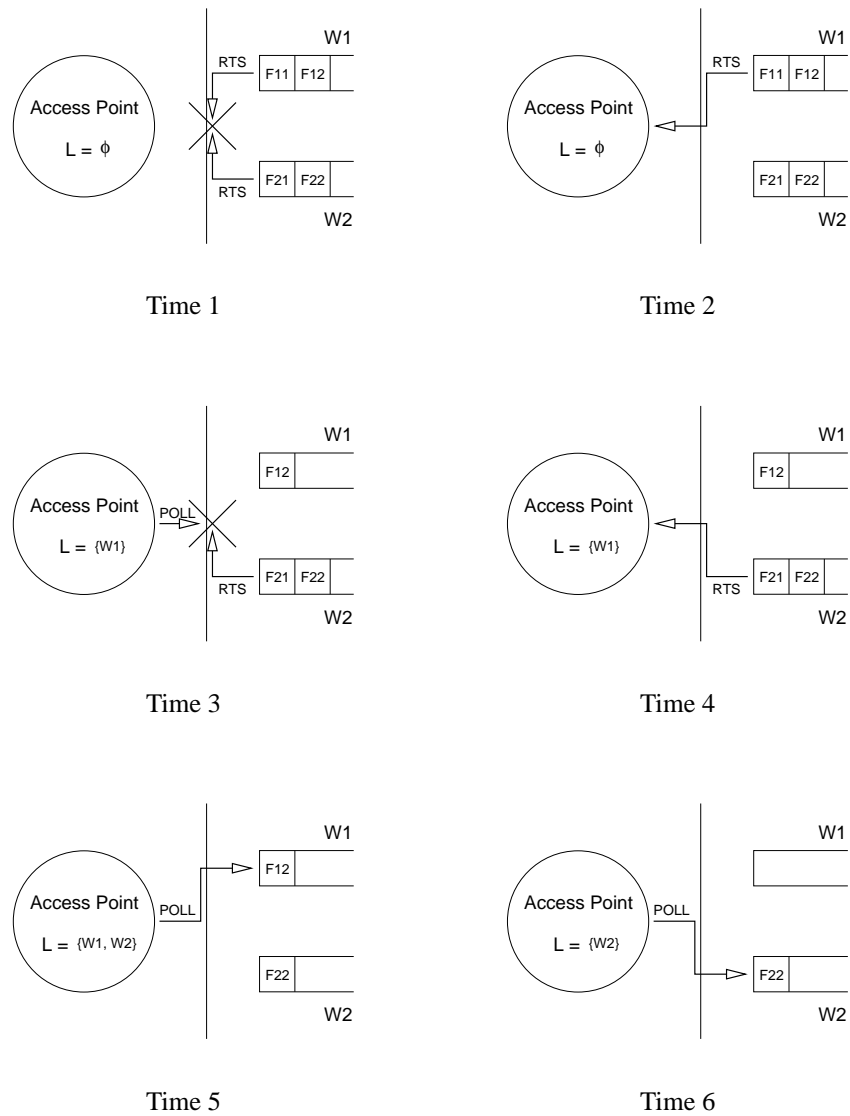 W1
RTS
F11 F12
Access Point
L = ϕ
F21 F22
RTS
W2
Time 1
W1
RTS
F11 F12
Access Point
L = ϕ
F21 F22
W2
Time 2
W1
F12
Access Point
POLL
L = {W1}
F21 F22
RTS
W2
Time 3
W1
F12
Access Point
L = {W1}
F21 F22
RTS
W2
Time 4
W1
F12
Access Point
POLL
L = {W1, W2}
F22
W2
Time 5
W1
Access Point
POLL
L = {W2}
F22
W2
Time 6